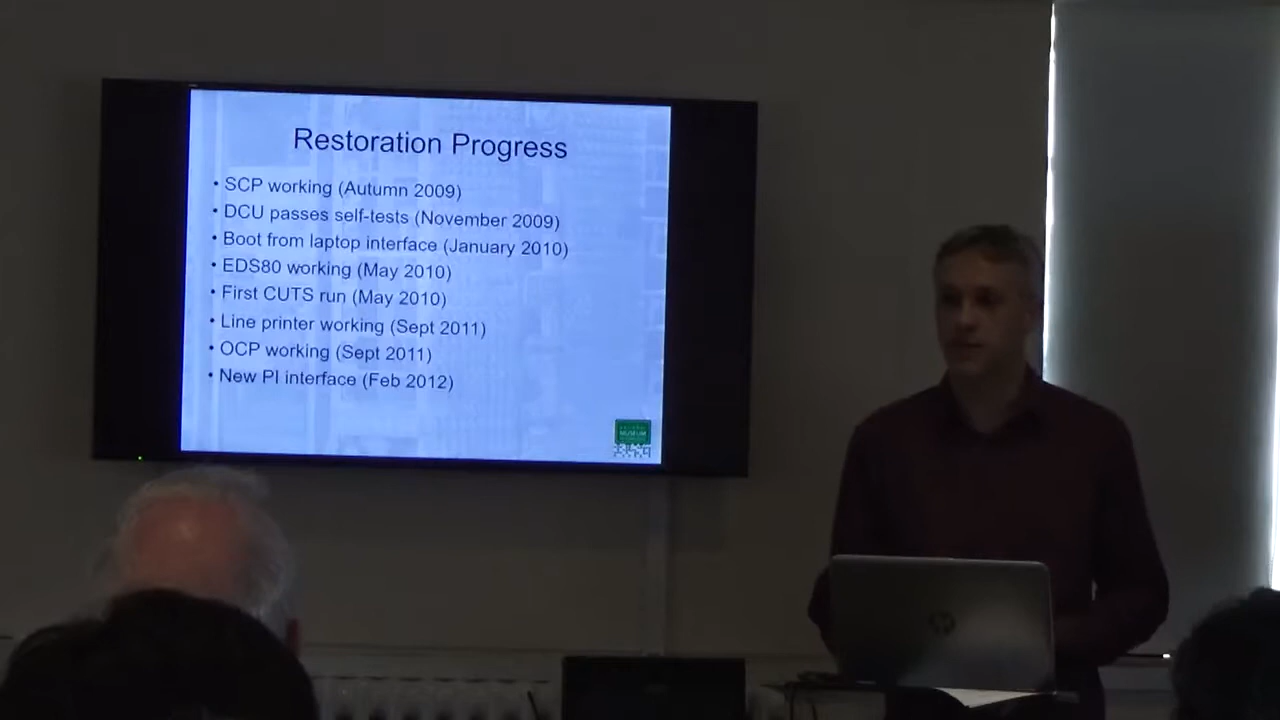 Restoration Progress
• SCP working (Autumn 2009)
• DCU passes self-tests (November 2009)
• Boot from laptop interface (January 2010)
• EDS80 working (May 2010)
• First CUTS run (May 2010)
• Line printer working (Sept 2011)
• OCP working (Sept 2011)
• New PI interface (Feb 2012)
MUSEUM
hp